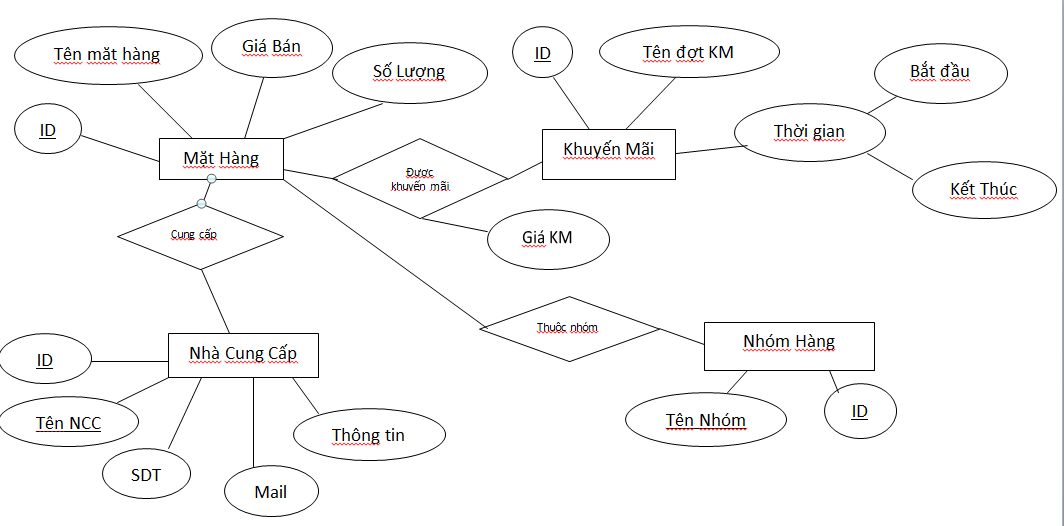 Tên mặt hàng
Giá Bán
Số Lượng
ID
Mặt Hàng
ID
Tên đợt KM
Bắt đầu
Thời gian
Khuyến Mãi
Kết Thúc
Được
khuyến mãi
Giá KM
Cung cấp
Thuộc nhóm
Nhà Cung Cấp
ID
Tên NCC
SDT
Mail
Thông tin
Nhóm Hàng
Tên Nhóm
ID